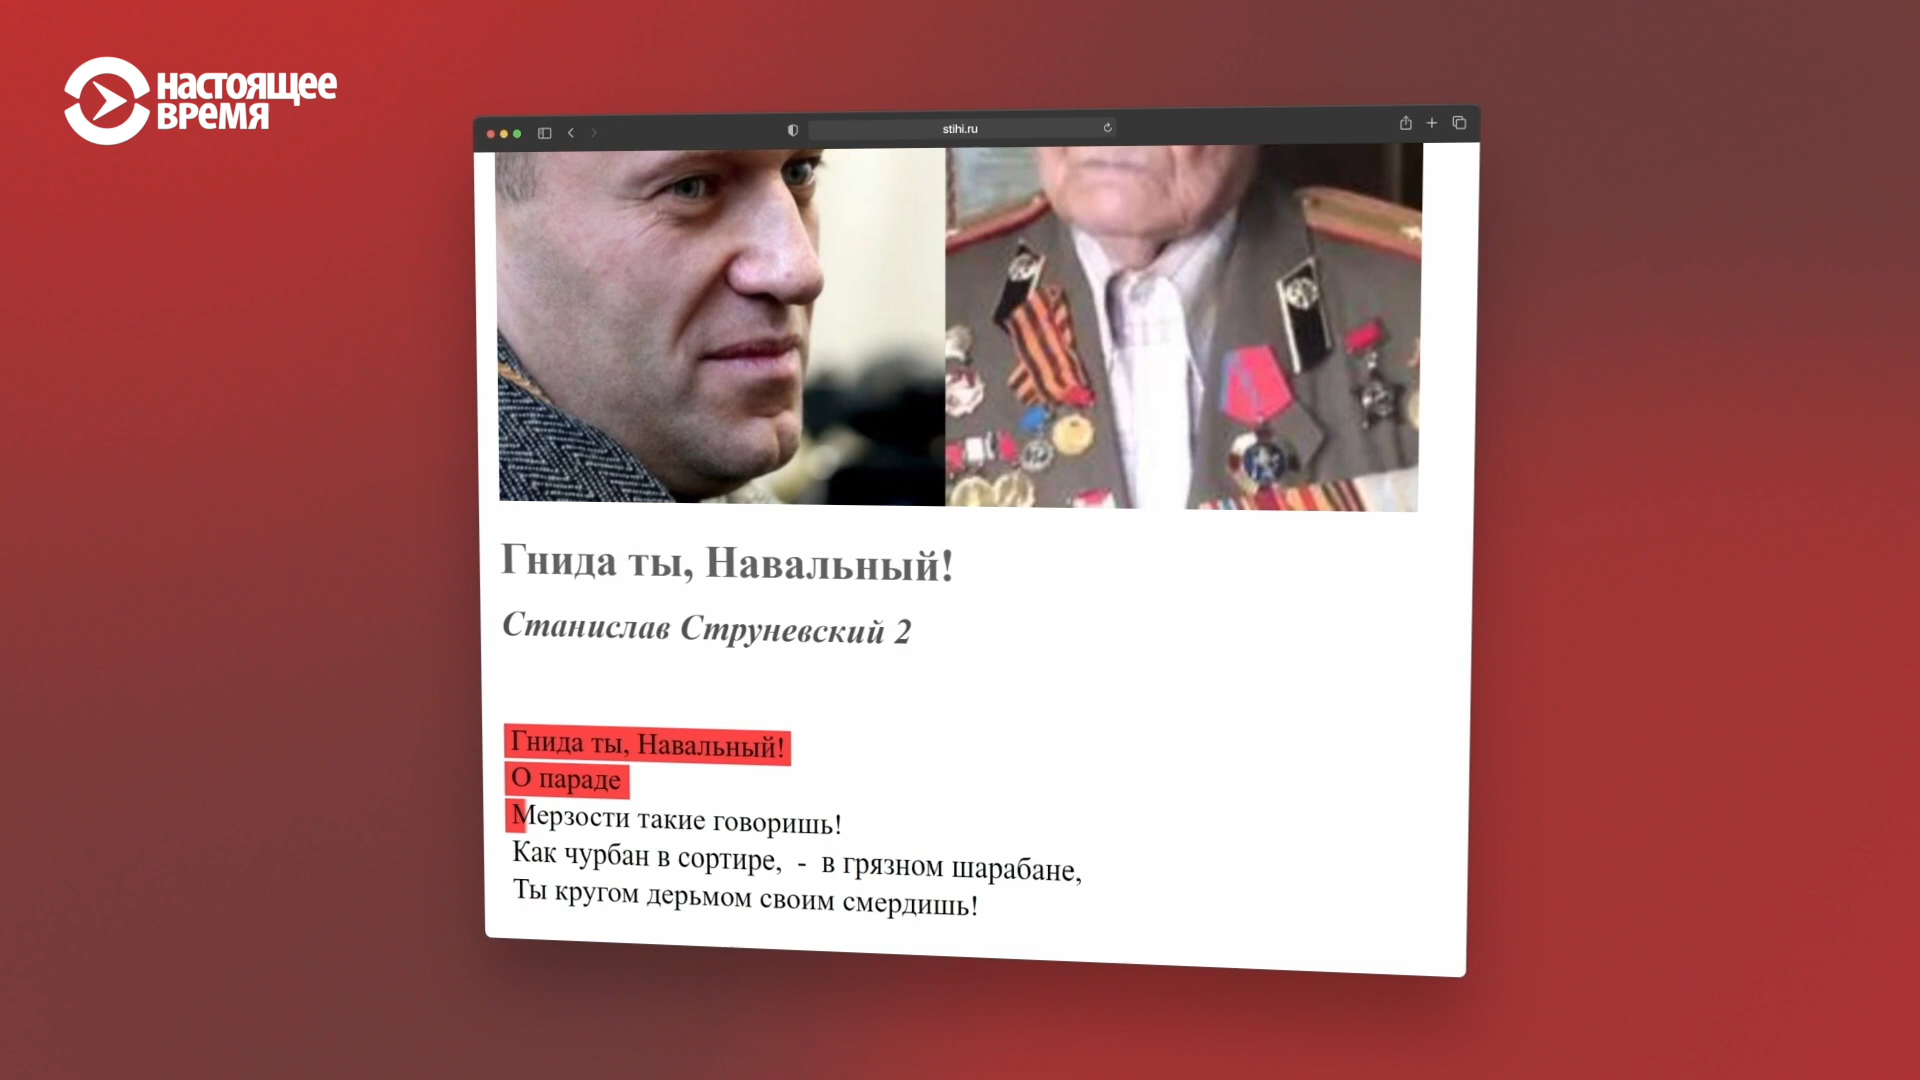 настоящее
время
stihi.ru
Гнида ты, Навальный!
Станислав Струневский 2
Гнида ты, Навальный!
О параде
Мерзости такие говоришь!
Как чурбан в сортире,  -  в грязном шарабане,
Ты кругом дерьмом своим смердишь!